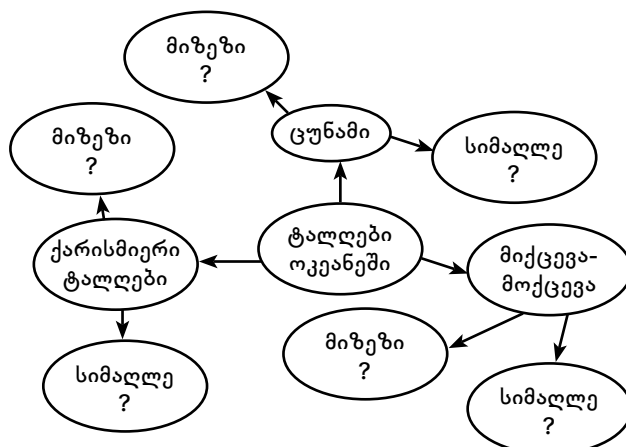 მიზეზი
?
მიზეზი
?
ცუნამი
სიმაღლე
?
ქარისმიერი
ტალღები
ტალღები
ოკეანეში
მიქცევა-
მოქცევა
მიზეზი
?
სიმაღლე
?
სიმაღლე
?